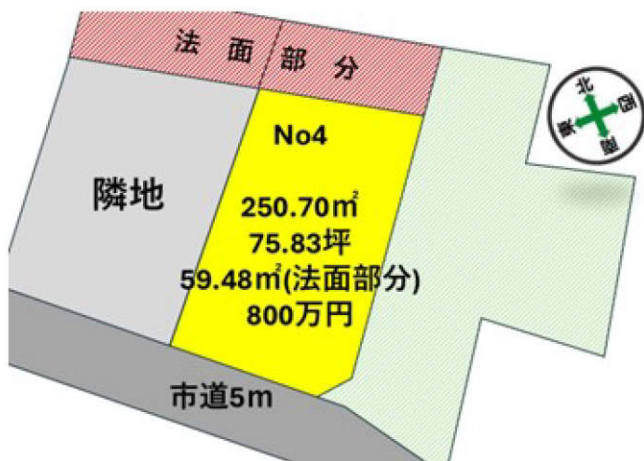 法面部分
北
西
東
南
No4
隣地
250.70㎡
75.83坪
59.48㎡(法面部分)
800万円
市道5m